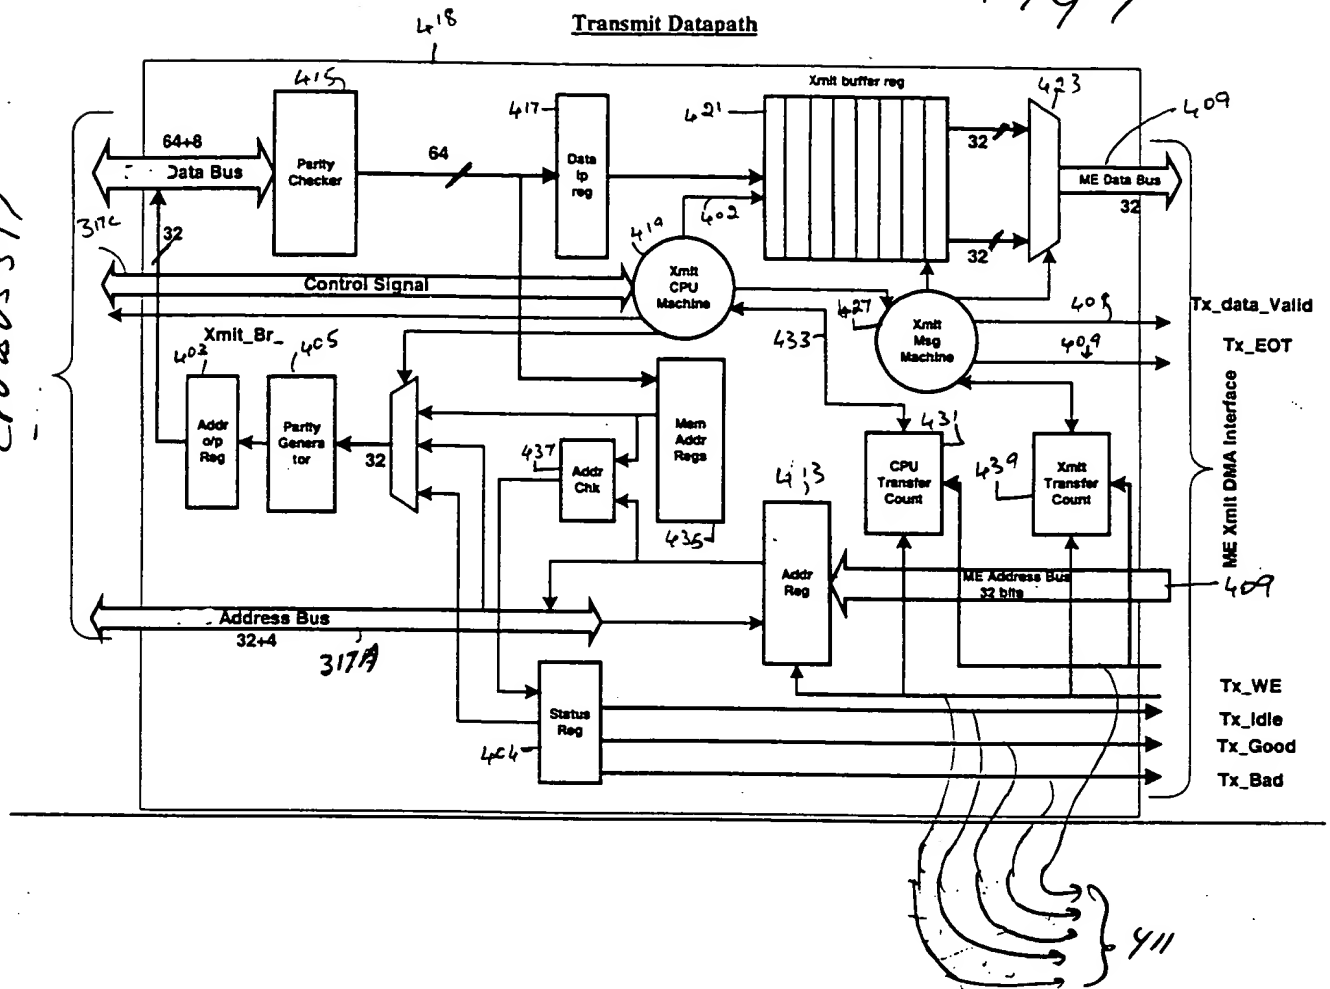 Transmit Datapath
418
415
417
Xmit buffer reg
421
423
409
64+8
Data Bus
Parity
Checker
64
Data
ip
reg
32
ME Data Bus
32
402
317c
32
419
32
Control Signal
Xmit
CPU
Machine
427
Xmit
Msg
Machine
408
Tx_data_Valid
409
Tx_EOT
433
Xmit_Br_
403
405
Addr
o/p
Reg
Parity
Genera
tor
32
437
Addr
Chk
Mem
Addr
Regs
435
413
431
CPU
Transfer
Count
439
Xmit
Transfer
Count
ME Xmit DMA Interface
Addr
Reg
ME Address Bus
32 bits
409
Address Bus
32+4
317A
Status
Reg
404
Tx_WE
Tx_Idle
Tx_Good
Tx_Bad
411